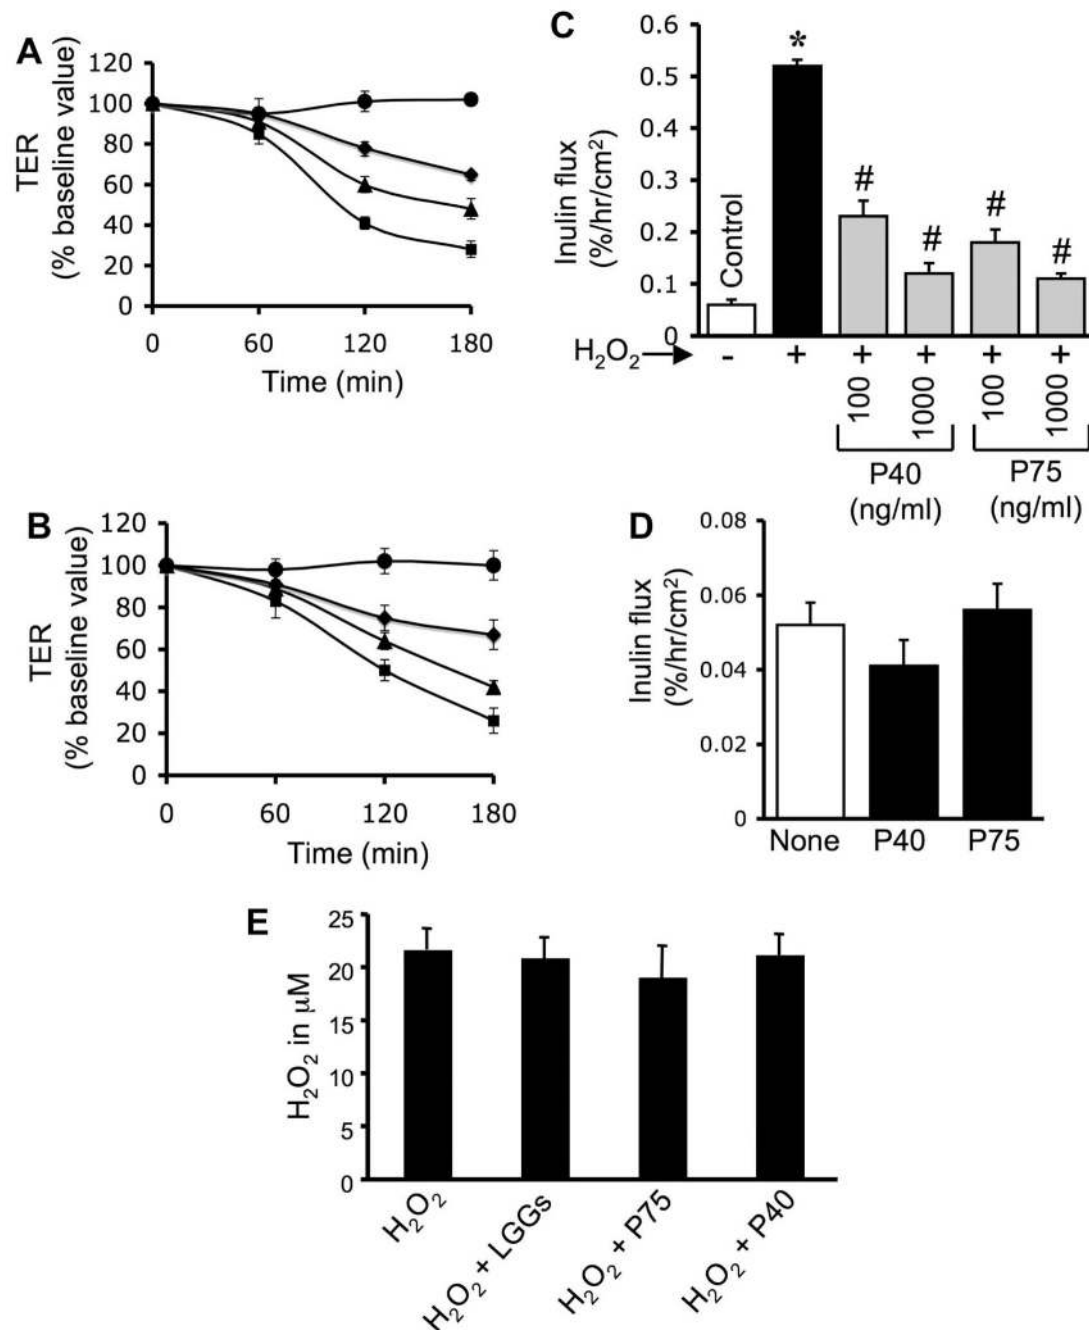 A
TER
(% baseline value)
120
100
80
60
40
20
0
0 60 120 180
Time (min)
C
Inulin flux
(%/hr/cm²)
0.6
0.5
0.4
0.3
0.2
0.1
0
Control
*
#
#
#
#
H₂O₂ - + + + + +
100 1000 100 1000
P40 P75
(ng/ml) (ng/ml)
B
TER
(% baseline value)
120
100
80
60
40
20
0
0 60 120 180
Time (min)
D
Inulin flux
(%/hr/cm²)
0.08
0.06
0.04
0.02
0
None P40 P75
E
H₂O₂ in μM
25
20
15
10
5
0
H₂O₂
H₂O₂ + LGGs
H₂O₂ + P75
H₂O₂ + P40